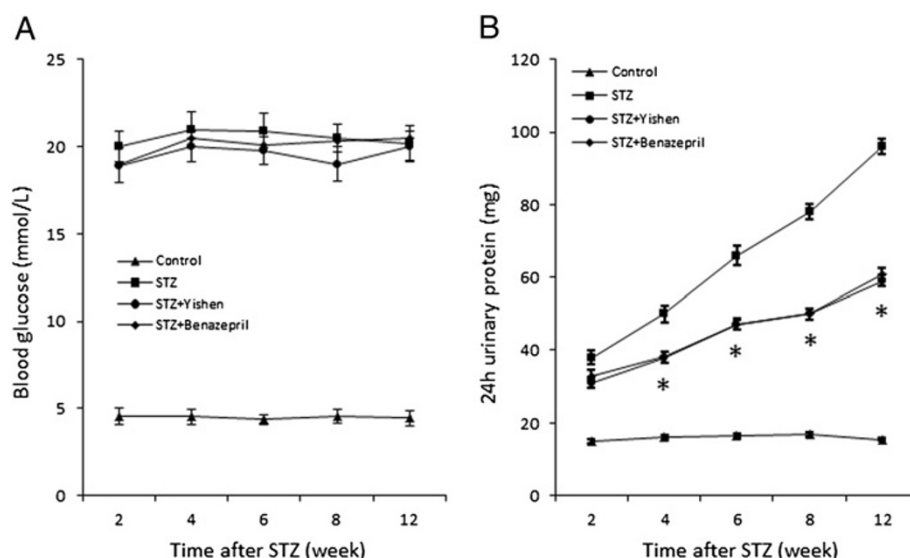 A
25
20
15
10
5
0
Blood glucose (mmol/L)
Control
STZ
STZ+Yishen
STZ+Benazepril
2 4 6 8 12
Time after STZ (week)
B
120
100
80
60
40
20
0
24h urinary protein (mg)
Control
STZ
STZ+Yishen
STZ+Benazepril
* * * *
2 4 6 8 12
Time after STZ (week)